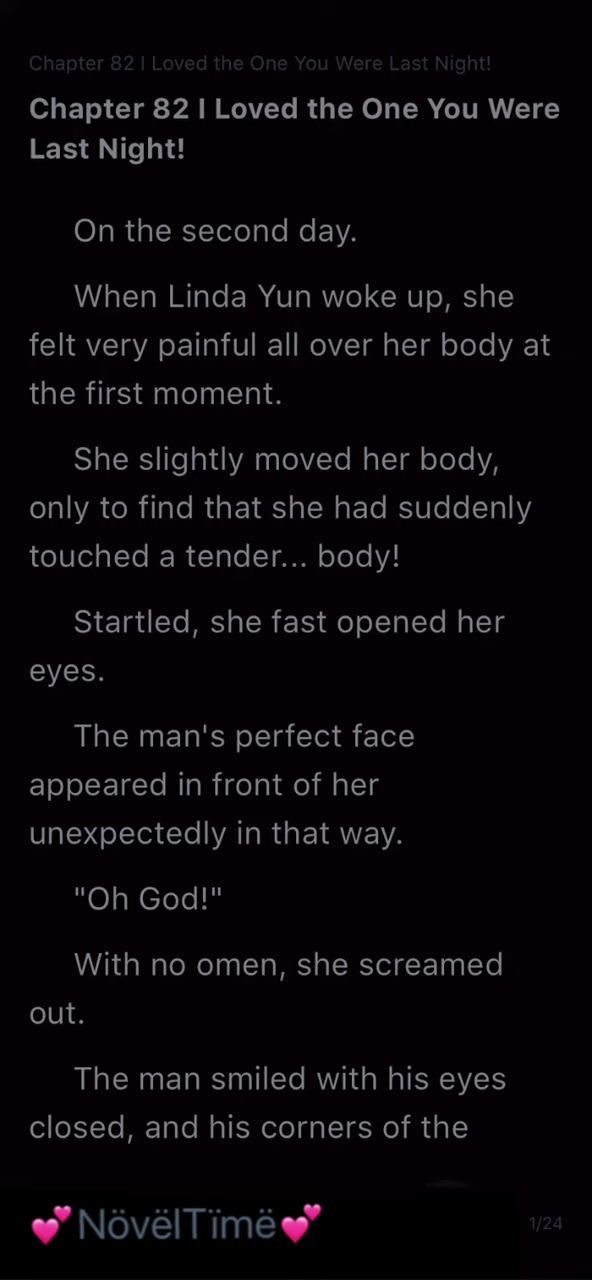 Chapter 82 I Loved the One You Were Last Night!
Chapter 82 I Loved the One You Were
Last Night!
On the second day.
When Linda Yun woke up, she
felt very painful all over her body at
the first moment.
She slightly moved her body,
only to find that she had suddenly
touched a tender... body!
Startled, she fast opened her
eyes.
The man's perfect face
appeared in front of her
unexpectedly in that way.
"Oh God!"
With no omen, she screamed
out.
The man smiled with his eyes
closed, and his corners of the
💕NövëlTïmë💕
1/24